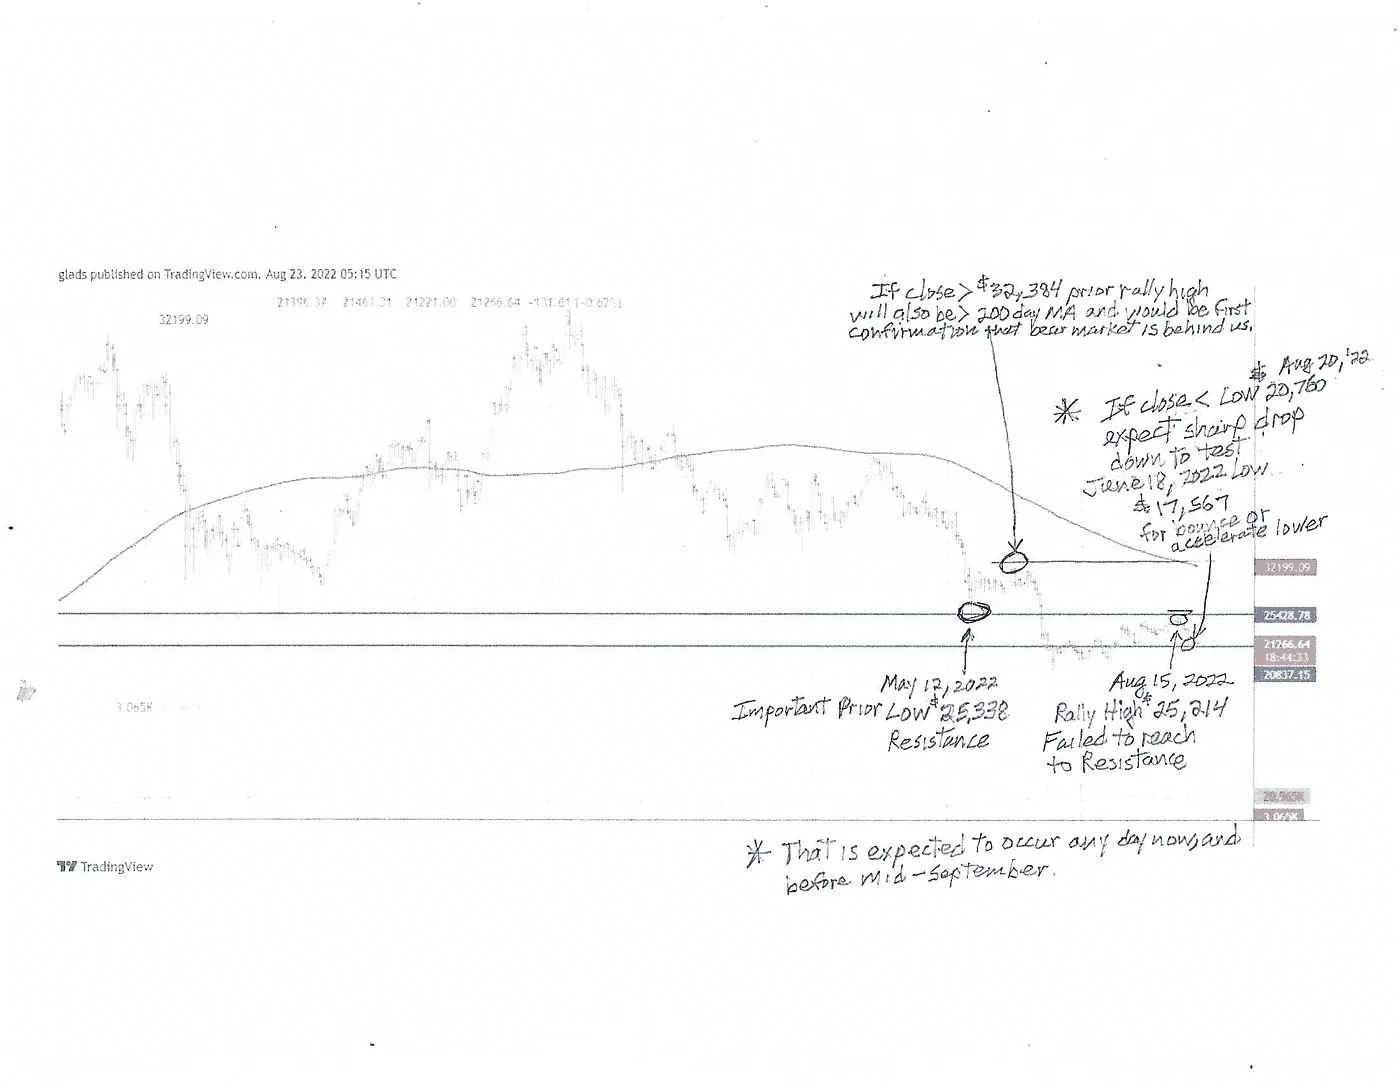 glads published on TradingView.com, Aug 23, 2022 05:15 UTC
21396.37 21463.31 21221.00 21266.64 -131.61 (-0.62%)
32199.09
If close > $32,384 prior rally high
will also be > 200 day MA and would be first
confirmation that bear market is behind us.
$ Aug 20, '22
* If close < Low 20,760
expect sharp drop
down to test
June 18, 2022 Low
$17,567
for bounce or
accelerate lower
32199.09
25428.78
21266.64
18:44:33
20837.15
May 12, 2022
Important Prior Low $25,338
Resistance
Aug 15, 2022
Rally High $25,214
Failed to reach
to Resistance
3.065K
20.965K
3.065K
* That is expected to occur any day now, and
before Mid-September.
TradingView